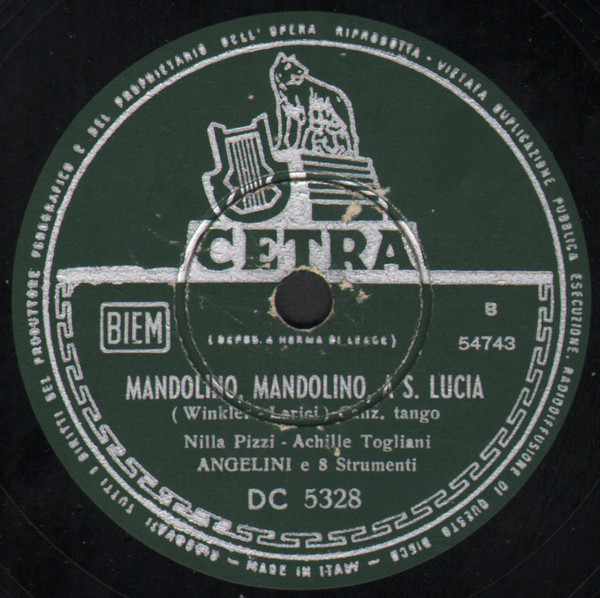 TUTTI I DIRITTI DEL PRODUTTORE FONOGRAFICO E DEL PROPRIETARIO DELL'OPERA RIPRODOTTA - VIETATA DUPLICAZIONE PUBBLICA ESECUZIONE, RADIODIFFUSIONE DI QUESTO DISCO - MADE IN ITALY - RISERVATI
CETRA
BIEM
(DEPOS. A NORMA DI LEGGE)
B
54743
MANDOLINO, MANDOLINO, A S. LUCIA
(Winkler - Larici) - Canz. tango
Nilla Pizzi - Achille Togliani
ANGELINI e 8 Strumenti
DC 5328